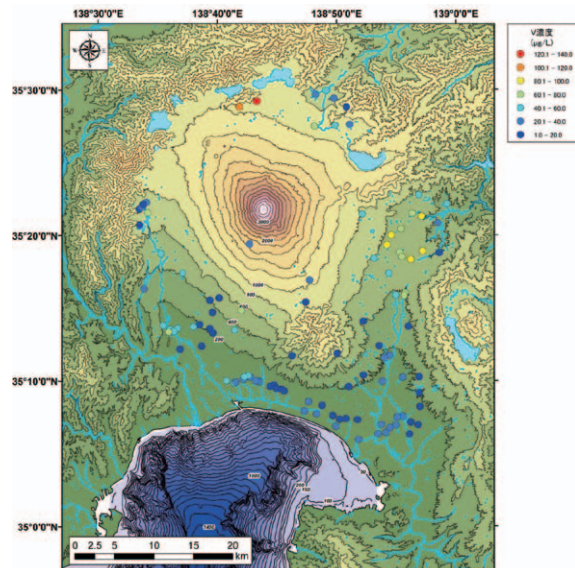 138°30'0"E 138°40'0"E 138°50'0"E 139°0'0"E
V濃度
(μg/L)
120.1 - 140.0
100.1 - 120.0
80.1 - 100.0
60.1 - 80.0
40.1 - 60.0
20.1 - 40.0
1.0 - 20.0
35°30'0"N
35°20'0"N
35°10'0"N
35°0'0"N
0 2.5 5 10 15 20
km